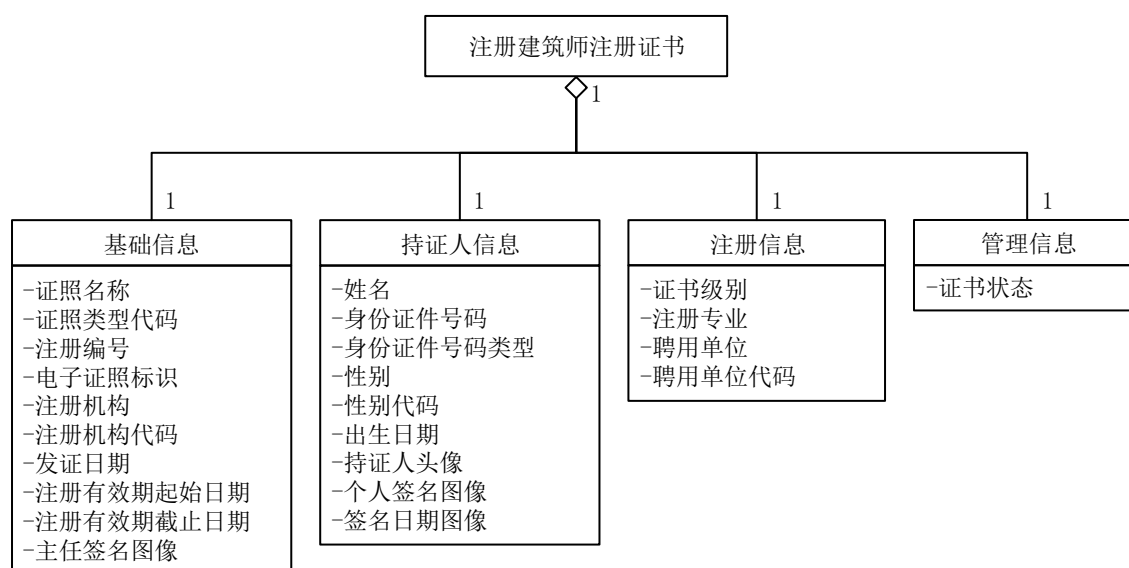 注册建筑师注册证书
1
1
1
1
1
基础信息
-证照名称
-证照类型代码
-注册编号
-电子证照标识
-注册机构
-注册机构代码
-发证日期
-注册有效期起始日期
-注册有效期截止日期
-主任签名图像
持证人信息
-姓名
-身份证件号码
-身份证件号码类型
-性别
-性别代码
-出生日期
-持证人头像
-个人签名图像
-签名日期图像
注册信息
-证书级别
-注册专业
-聘用单位
-聘用单位代码
管理信息
-证书状态